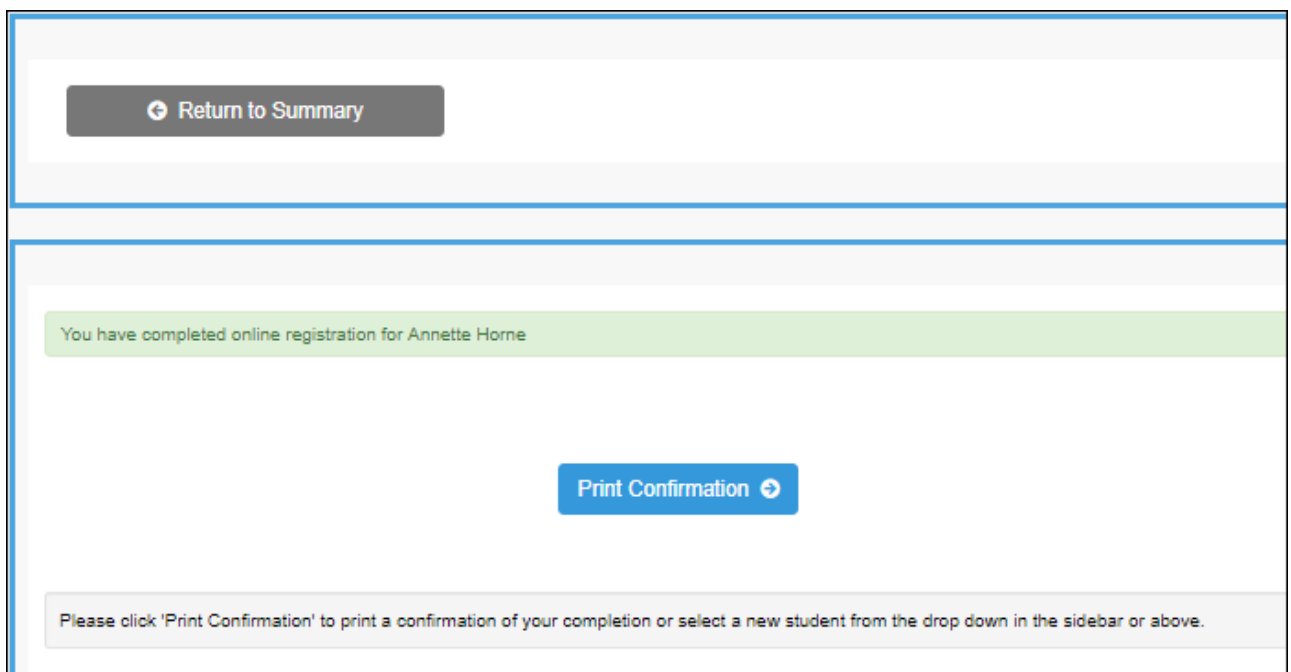 Return to Summary
You have completed online registration for Annette Horne
Print Confirmation
Please click 'Print Confirmation' to print a confirmation of your completion or select a new student from the drop down in the sidebar or above.